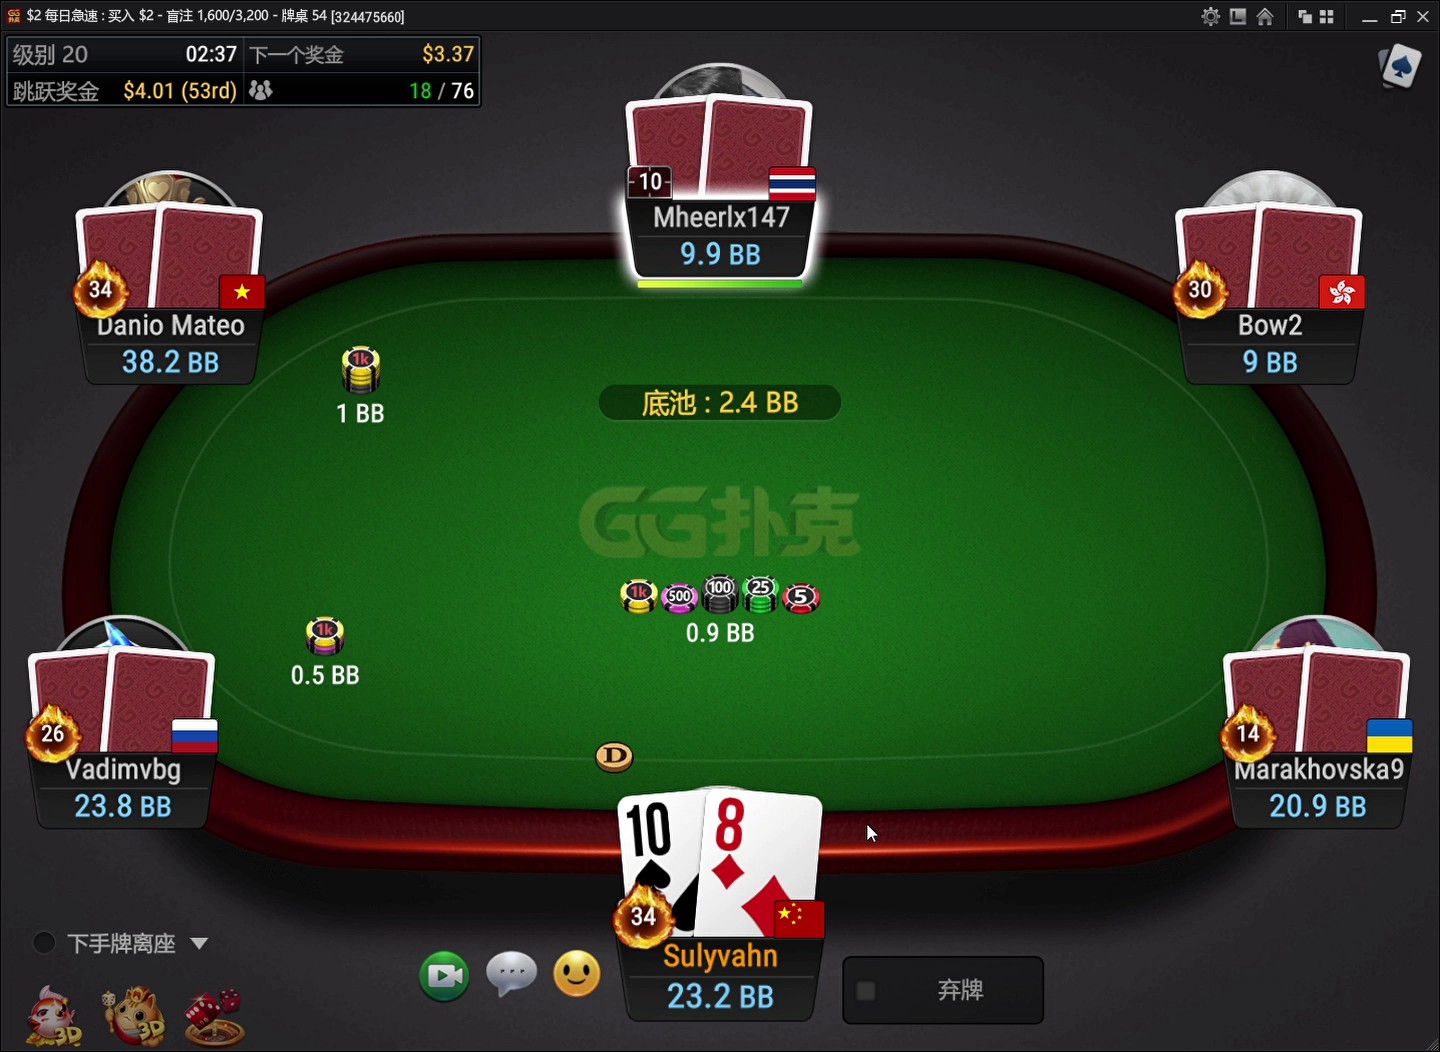 $2 每日急速 : 买入 $2 - 盲注 1,600/3,200 - 牌桌 54 [324475660]
级别 20 02:37 下一个奖金 $3.37
跳跃奖金 $4.01 (53rd) 18 / 76
10
Mheerlx147
9.9 BB
34
Danio Mateo
38.2 BB
30
Bow2
9 BB
1k
1 BB
底池 : 2.4 BB
GG扑克
1k 500 100 25 5
0.9 BB
1k
0.5 BB
26
Vadimvbg
23.8 BB
14
Marakhovska9
20.9 BB
D
10 8
34
Sulyvahn
23.2 BB
下手牌离座
弃牌
3D 3D